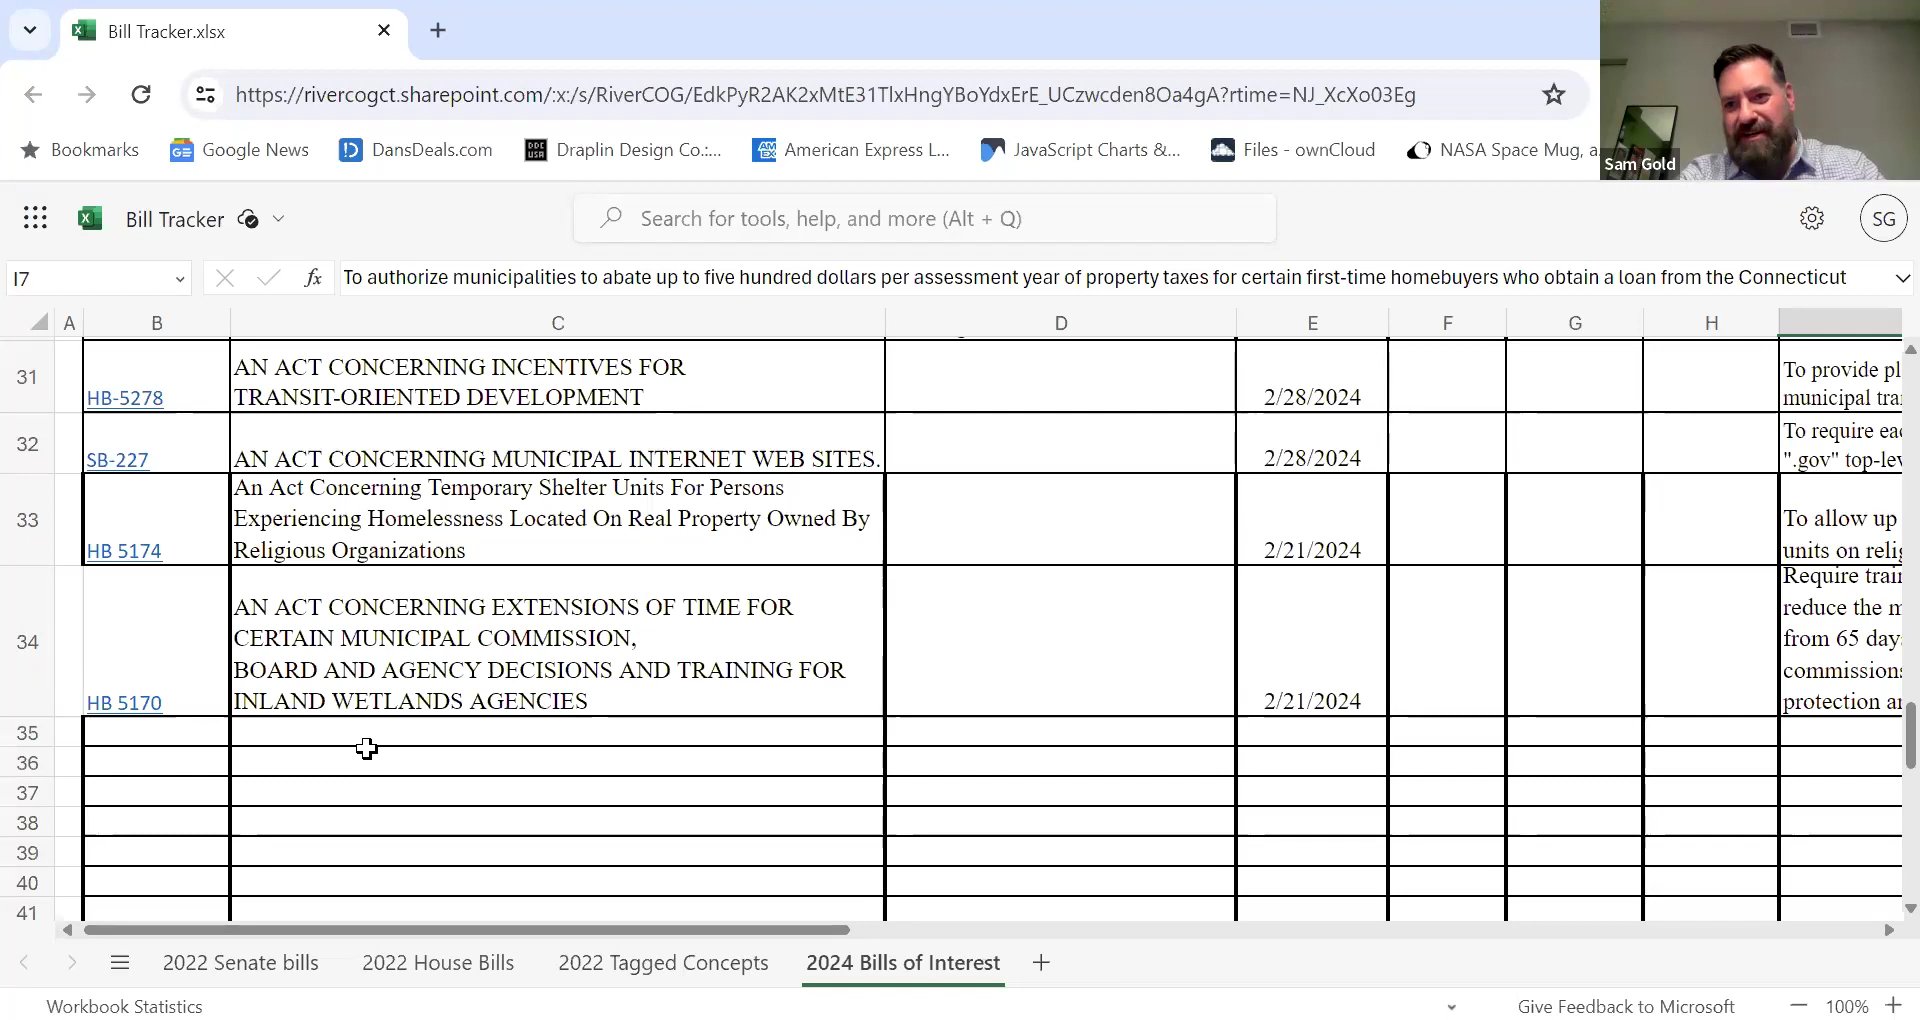 Bill Tracker.xlsx
https://rivercogct.sharepoint.com/:x:/s/RiverCOG/EdkPyR2AK2xMtE31TlxHngYBoYdxErE_UCzwcden8Oa4gA?rtime=NJ_XcXo03Eg
Bookmarks
Google News
DansDeals.com
DDC
USA
Draplin Design Co.:...
AM
EX
American Express L...
JavaScript Charts &...
Files - ownCloud
NASA Space Mug, a
Sam Gold
Bill Tracker
Search for tools, help, and more (Alt + Q)
SG
I7
fx
To authorize municipalities to abate up to five hundred dollars per assessment year of property taxes for certain first-time homebuyers who obtain a loan from the Connecticut
A B C D E F G H
31
HB-5278
AN ACT CONCERNING INCENTIVES FOR
TRANSIT-ORIENTED DEVELOPMENT
2/28/2024
To provide pl
municipal tra
32
SB-227
AN ACT CONCERNING MUNICIPAL INTERNET WEB SITES.
2/28/2024
To require eac
".gov" top-lev
33
HB 5174
An Act Concerning Temporary Shelter Units For Persons
Experiencing Homelessness Located On Real Property Owned By
Religious Organizations
2/21/2024
To allow up
units on relig
34
HB 5170
AN ACT CONCERNING EXTENSIONS OF TIME FOR
CERTAIN MUNICIPAL COMMISSION,
BOARD AND AGENCY DECISIONS AND TRAINING FOR
INLAND WETLANDS AGENCIES
2/21/2024
Require train
reduce the m
from 65 day
commissions
protection an
35
36
37
38
39
40
41
2022 Senate bills
2022 House Bills
2022 Tagged Concepts
2024 Bills of Interest
Workbook Statistics
Give Feedback to Microsoft
100%